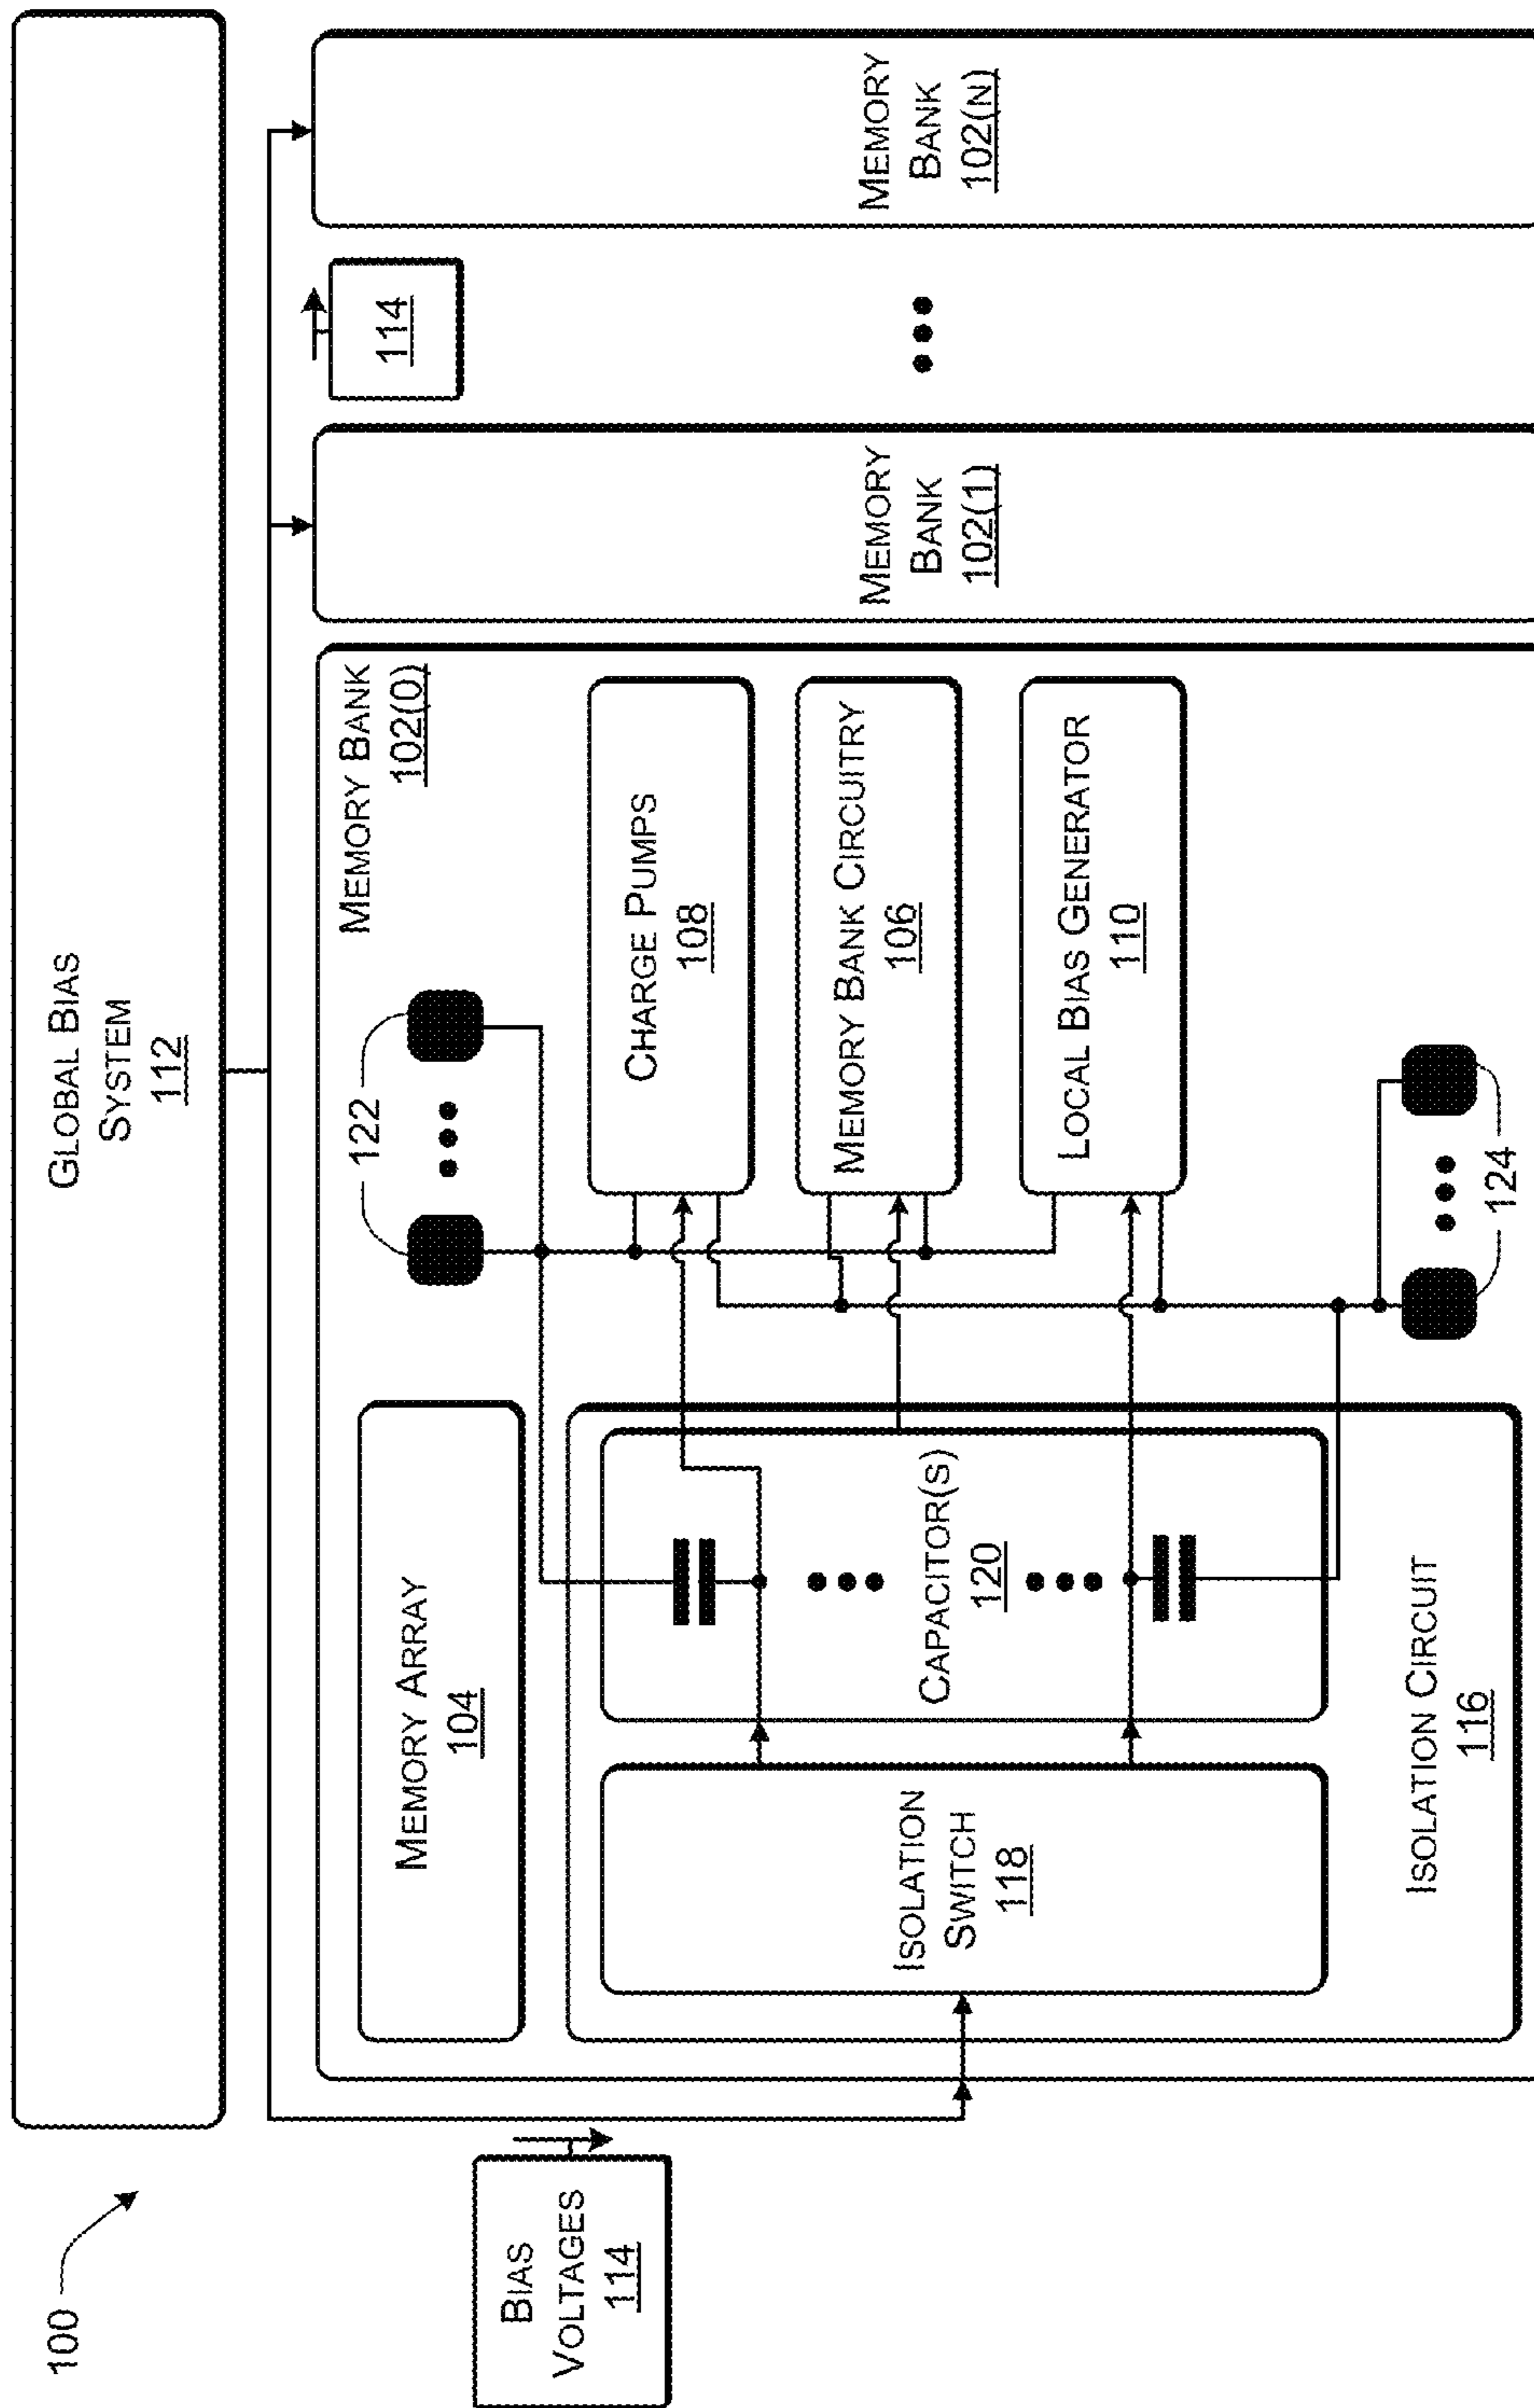 100
GLOBAL BIAS
SYSTEM
112
BIAS
VOLTAGES
114
MEMORY BANK
102(0)
MEMORY ARRAY
104
122
CHARGE PUMPS
108
MEMORY BANK CIRCUITRY
106
LOCAL BIAS GENERATOR
110
ISOLATION
SWITCH
118
CAPACITOR(S)
120
ISOLATION CIRCUIT
116
124
MEMORY
BANK
102(1)
114
MEMORY
BANK
102(N)